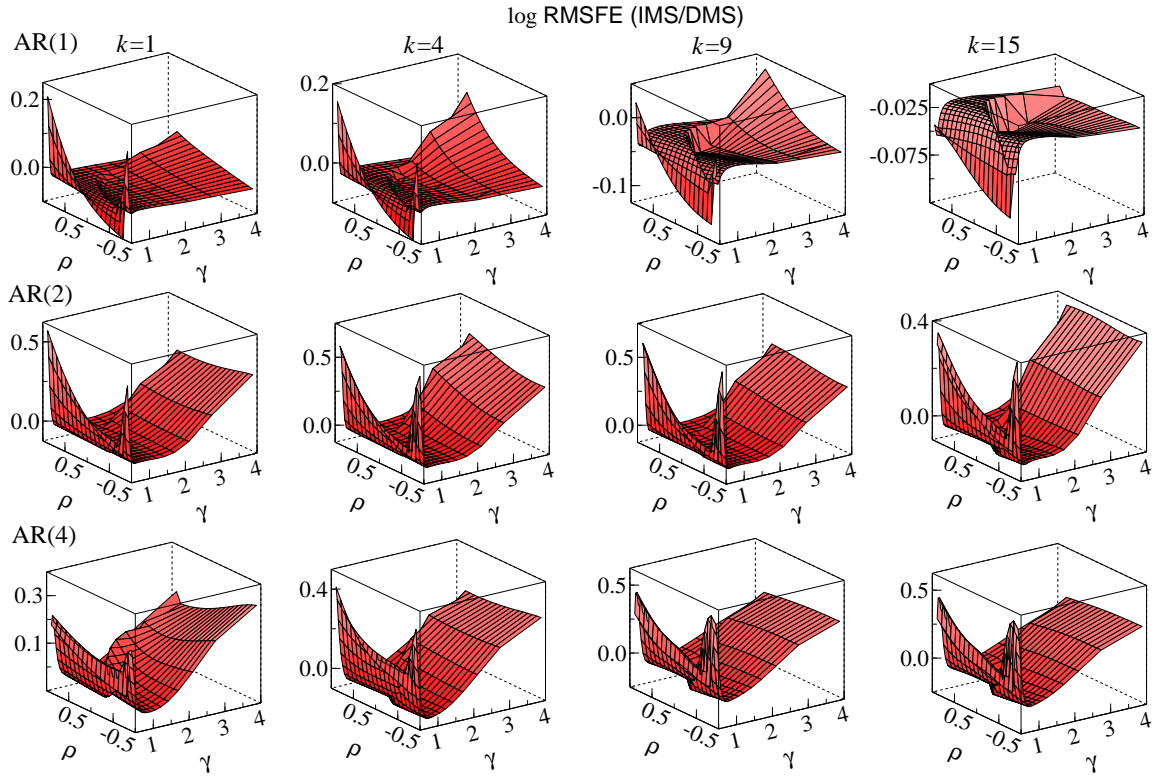 log RMSFE (IMS/DMS)
AR(1) k=1 k=4 k=9 k=15
0.2 0.0 0.5 -0.5 ρ 1 2 3 4 γ
0.2 0.0 0.5 -0.5 ρ 1 2 3 4 γ
0.0 -0.1 0.5 -0.5 ρ 1 2 3 4 γ
-0.025 -0.075 0.5 -0.5 ρ 1 2 3 4 γ
AR(2)
0.5 0.0 0.5 -0.5 ρ 1 2 3 4 γ
0.5 0.0 0.5 -0.5 ρ 1 2 3 4 γ
0.5 0.0 0.5 -0.5 ρ 1 2 3 4 γ
0.4 0.0 0.5 -0.5 ρ 1 2 3 4 γ
AR(4)
0.3 0.1 0.5 -0.5 ρ 1 2 3 4 γ
0.4 0.0 0.5 -0.5 ρ 1 2 3 4 γ
0.5 0.0 0.5 -0.5 ρ 1 2 3 4 γ
0.5 0.0 0.5 -0.5 ρ 1 2 3 4 γ